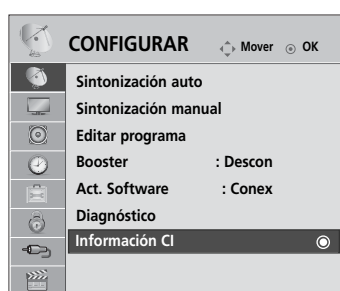 CONFIGURAR Mover OK
Sintonización auto
Sintonización manual
Editar programa
Booster : Descon
Act. Software : Conex
Diagnóstico
Información CI